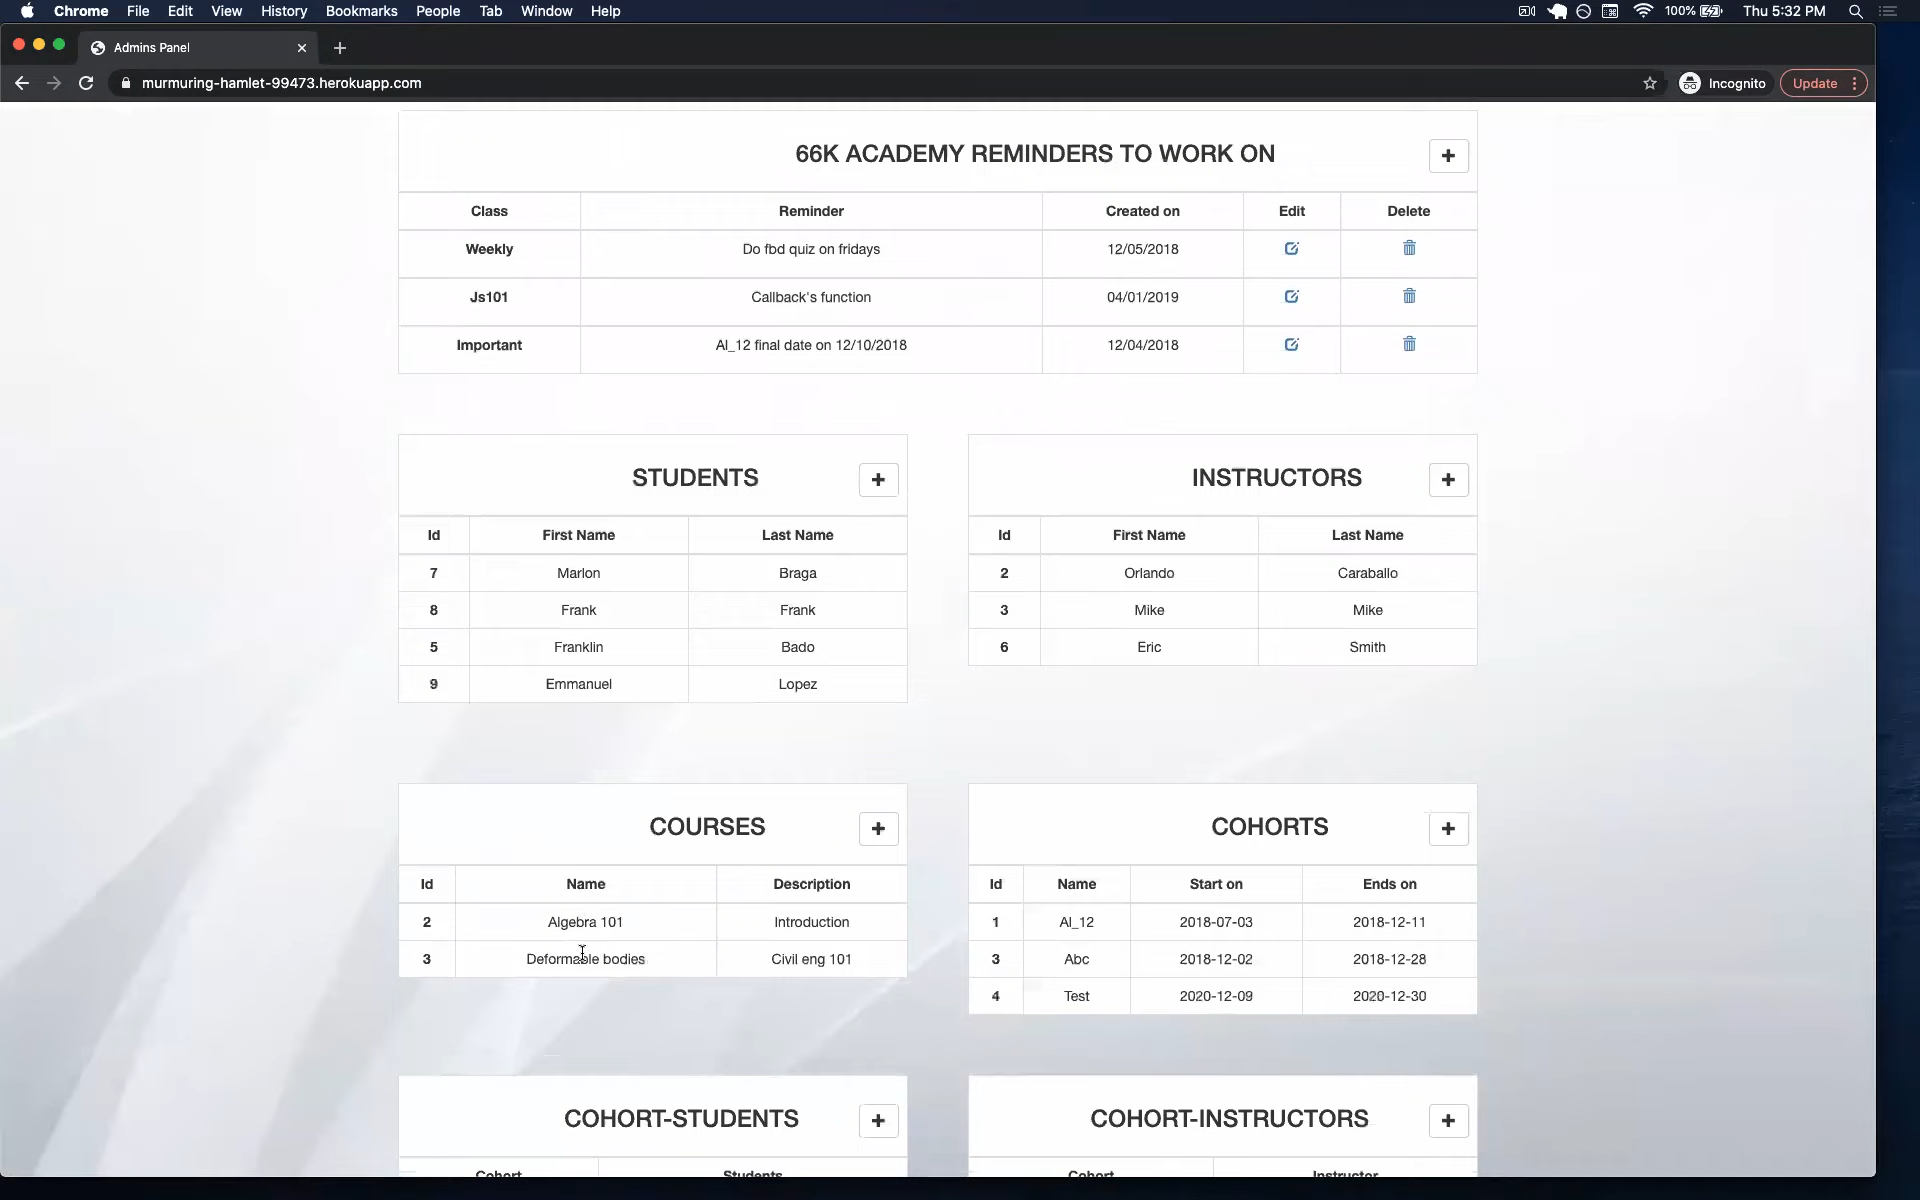 Chrome File Edit View History Bookmarks People Tab Window Help 100% Thu 5:32 PM
Admins Panel
murmuring-hamlet-99473.herokuapp.com Incognito Update
66K ACADEMY REMINDERS TO WORK ON
Class Reminder Created on Edit Delete
Weekly Do fbd quiz on fridays 12/05/2018
Js101 Callback's function 04/01/2019
Important Al_12 final date on 12/10/2018 12/04/2018
STUDENTS
Id First Name Last Name
7 Marlon Braga
8 Frank Frank
5 Franklin Bado
9 Emmanuel Lopez
INSTRUCTORS
Id First Name Last Name
2 Orlando Caraballo
3 Mike Mike
6 Eric Smith
COURSES
Id Name Description
2 Algebra 101 Introduction
3 Deformable bodies Civil eng 101
COHORTS
Id Name Start on Ends on
1 Al_12 2018-07-03 2018-12-11
3 Abc 2018-12-02 2018-12-28
4 Test 2020-12-09 2020-12-30
COHORT-STUDENTS
Cohort Students
COHORT-INSTRUCTORS
Cohort Instructor